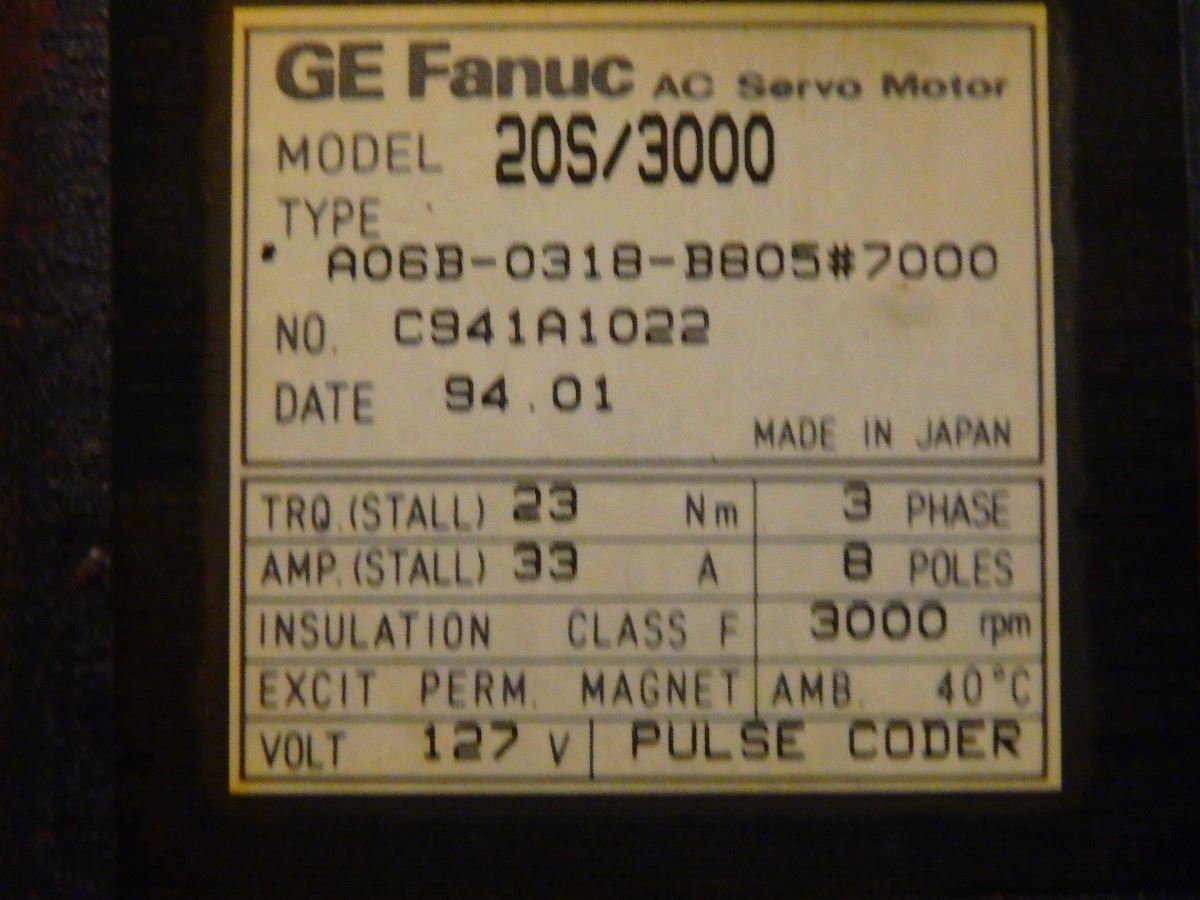 GE Fanuc AC Servo Motor
MODEL 20S/3000
TYPE
A06B-0318-B805#7000
NO. C941A1022
DATE 94.01
MADE IN JAPAN
TRQ.(STALL) 23 Nm 3 PHASE
AMP.(STALL) 33 A 8 POLES
INSULATION CLASS F 3000 rpm
EXCIT PERM. MAGNET AMB. 40°C
VOLT 127 V PULSE CODER